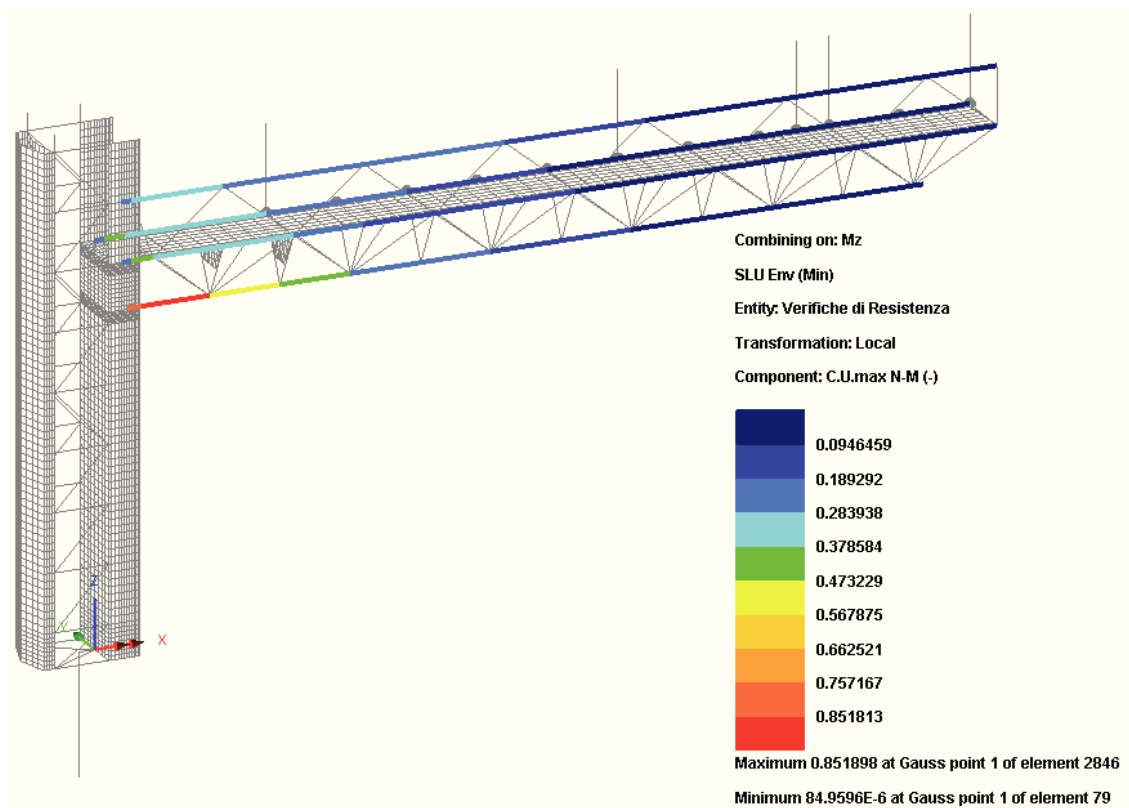 Combining on: Mz
SLU Env (Min)
Entity: Verifiche di Resistenza
Transformation: Local
Component: C.U.max N-M (-)
0.0946459
0.189292
0.283938
0.378584
0.473229
0.567875
0.662521
0.757167
0.851813
Z
Y
X
Maximum 0.851898 at Gauss point 1 of element 2846
Minimum 84.9596E-6 at Gauss point 1 of element 79